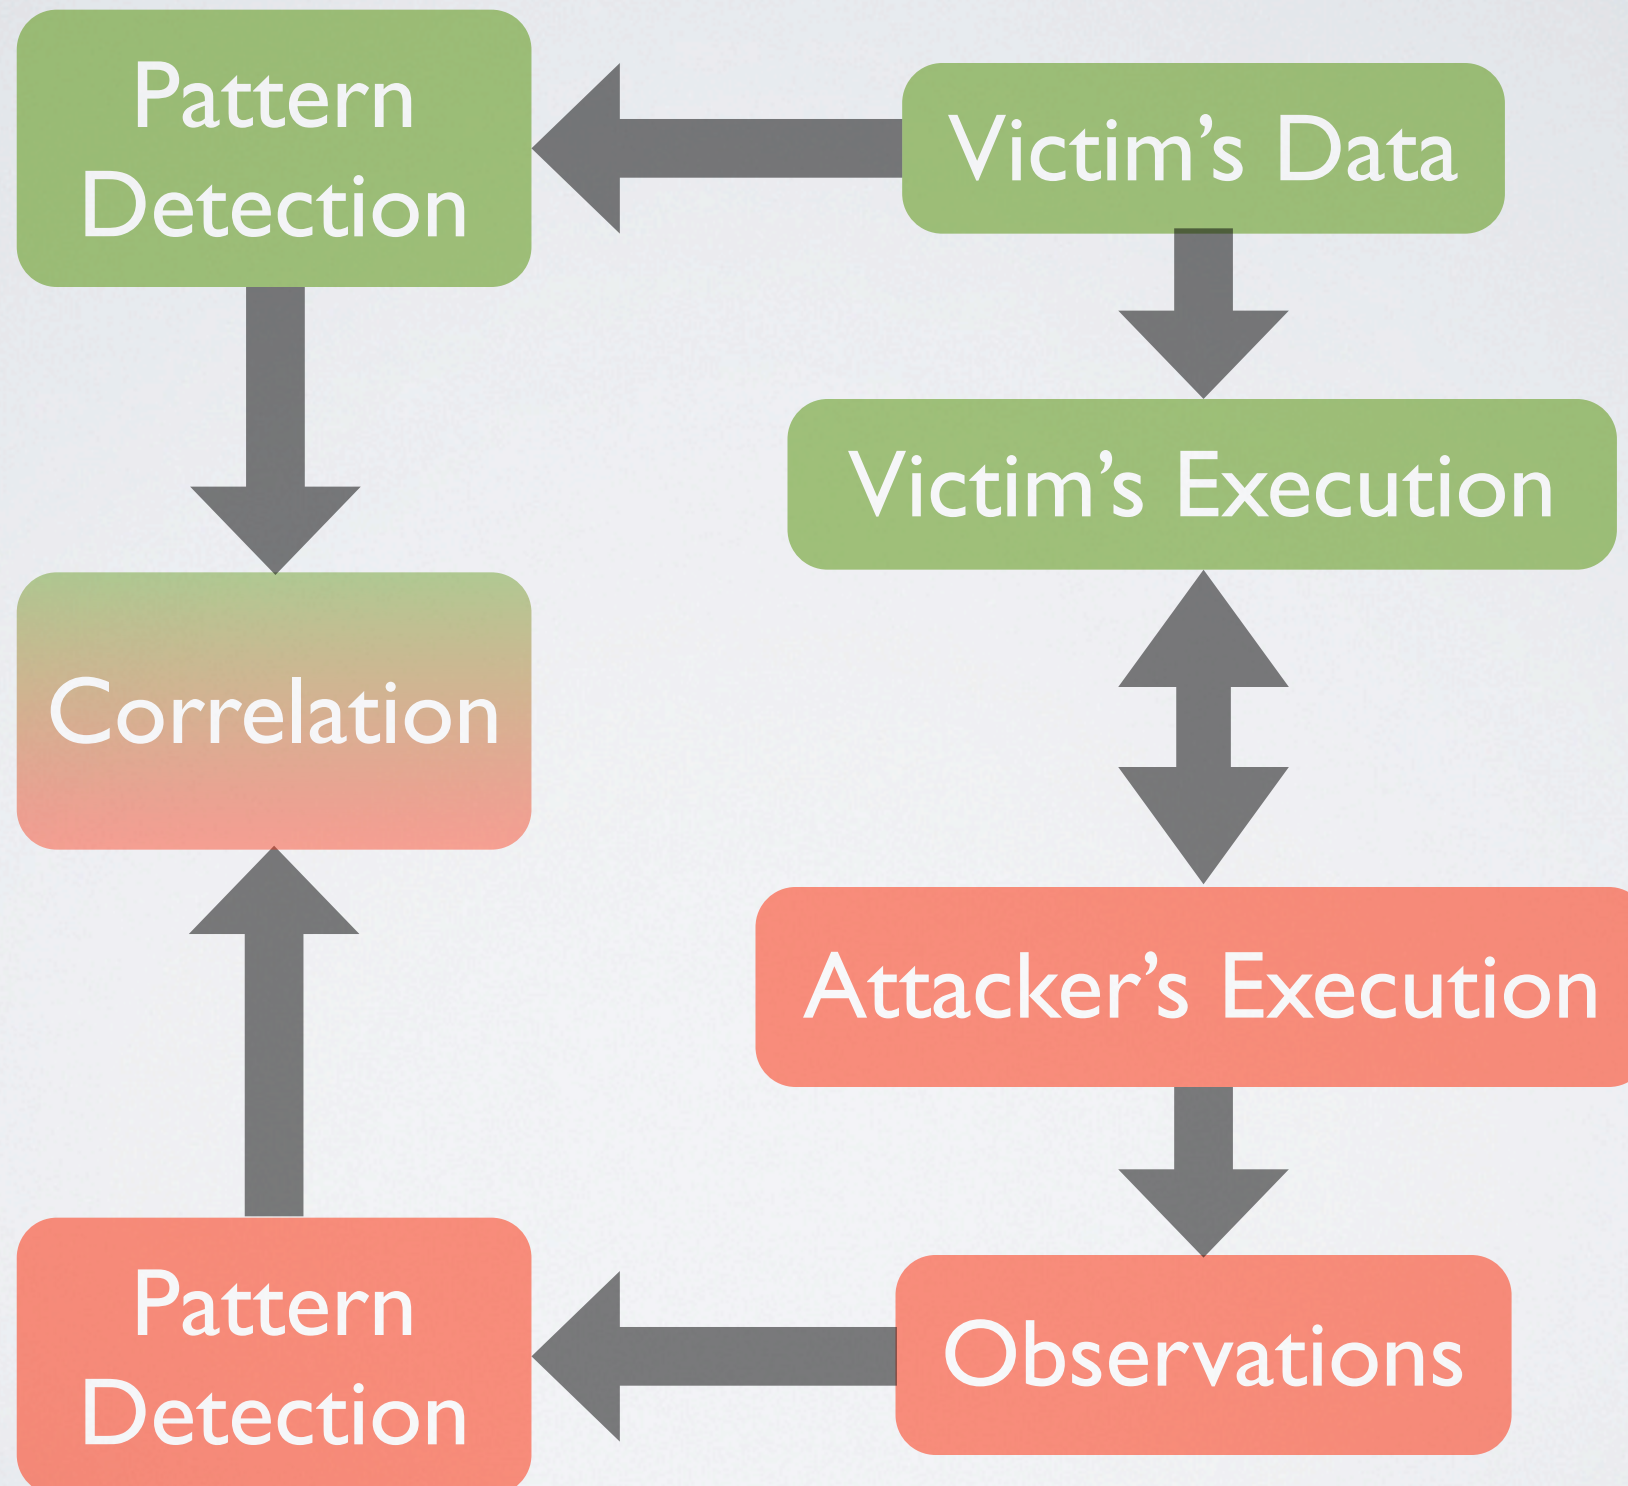 Pattern
Detection
Victim’s Data
Victim’s Execution
Correlation
Attacker’s Execution
Pattern
Detection
Observations